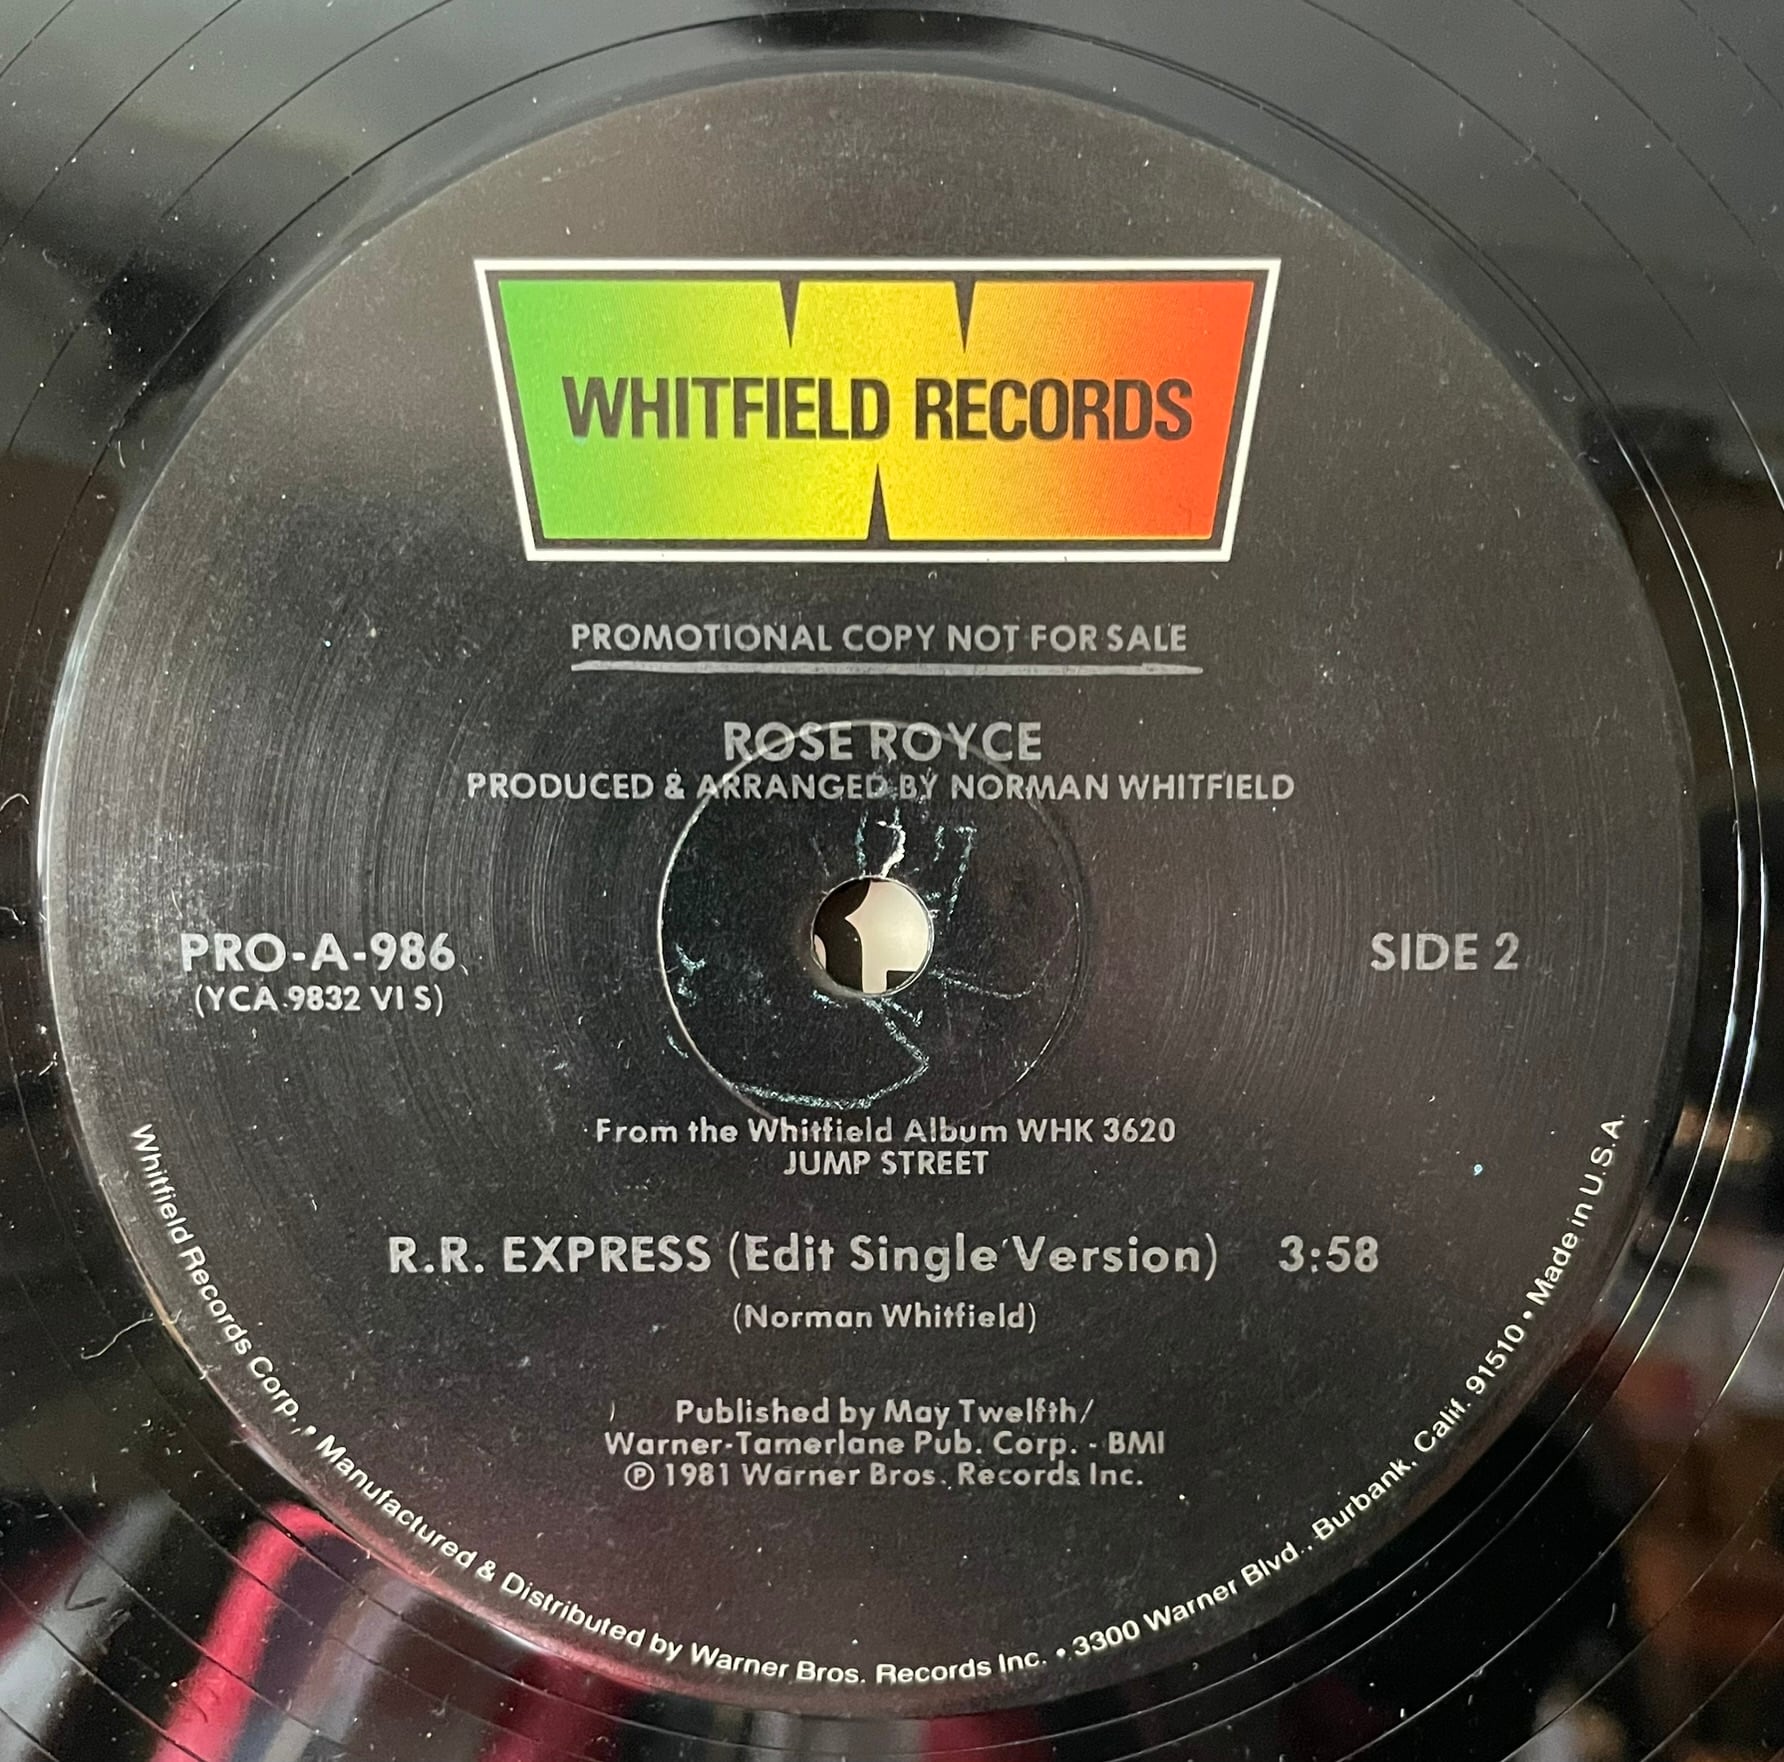 WHITFIELD RECORDS
PROMOTIONAL COPY NOT FOR SALE
ROSE ROYCE
PRODUCED & ARRANGED BY NORMAN WHITFIELD
PRO-A-986
(YCA 9832 VI S)
SIDE 2
From the Whitfield Album WHK 3620
JUMP STREET
R.R. EXPRESS (Edit Single Version) 3:58
(Norman Whitfield)
Published by May Twelfth/
Warner-Tamerlane Pub. Corp. - BMI
℗ 1981 Warner Bros. Records Inc.
Whitfield Records Corp., • Manufactured & Distributed by Warner Bros. Records Inc. • 3300 Warner Blvd., Burbank, Calif. 91510 • Made in U.S.A.